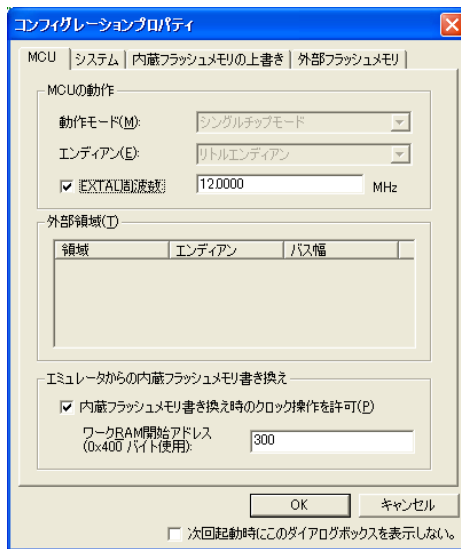 コンフィグレーションプロパティ
MCU システム 内蔵フラッシュメモリの上書き 外部フラッシュメモリ
MCUの動作
動作モード(M): シングルチップモード
エンディアン(E): リトルエンディアン
EXTAL周波数 12.0000 MHz
外部領域(T)
領域 エンディアン バス幅
エミュレータからの内蔵フラッシュメモリ書き換え
内蔵フラッシュメモリ書き換え時のクロック操作を許可(P)
ワークRAM開始アドレス
(0x400 バイト使用): 300
OK キャンセル
次回起動時にこのダイアログボックスを表示しない。